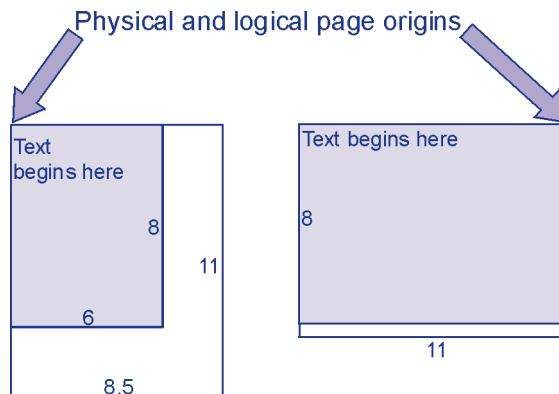 Physical and logical page origins
Text
begins here
8
11
6
8.5
Text begins here
8
11